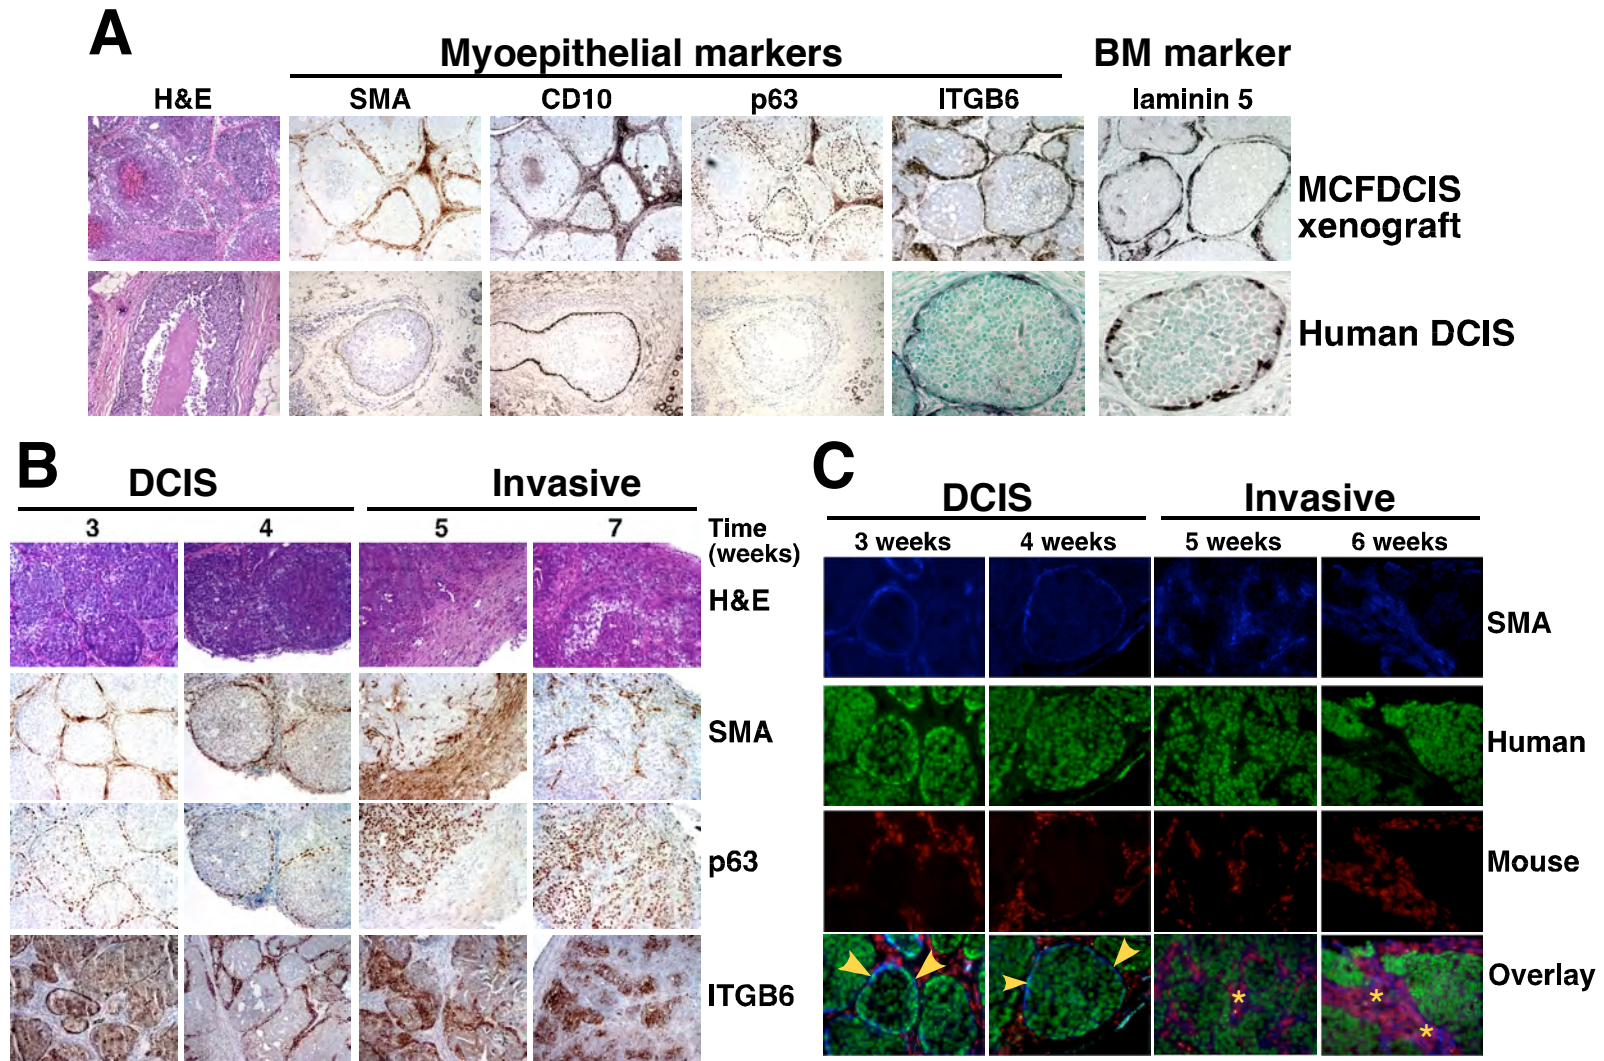 A
Myoepithelial markers
BM marker
H&E
SMA
CD10
p63
ITGB6
laminin 5
MCFDCIS
xenograft
Human DCIS
B
DCIS
Invasive
3
4
5
7
Time
(weeks)
H&E
SMA
p63
ITGB6
C
DCIS
Invasive
3 weeks
4 weeks
5 weeks
6 weeks
SMA
Human
Mouse
Overlay
*
*
*